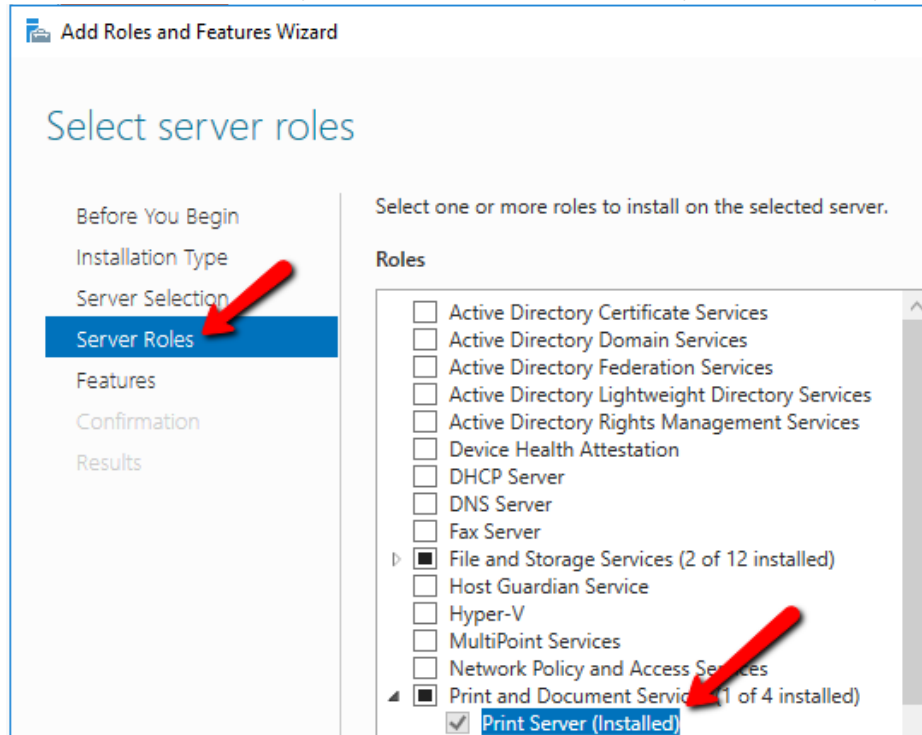 Add Roles and Features Wizard
Select server roles
Before You Begin
Installation Type
Server Selection
Server Roles
Features
Confirmation
Results
Select one or more roles to install on the selected server.
Roles
Active Directory Certificate Services
Active Directory Domain Services
Active Directory Federation Services
Active Directory Lightweight Directory Services
Active Directory Rights Management Services
Device Health Attestation
DHCP Server
DNS Server
Fax Server
File and Storage Services (2 of 12 installed)
Host Guardian Service
Hyper-V
MultiPoint Services
Network Policy and Access Services
Print and Document Services (1 of 4 installed)
Print Server (Installed)